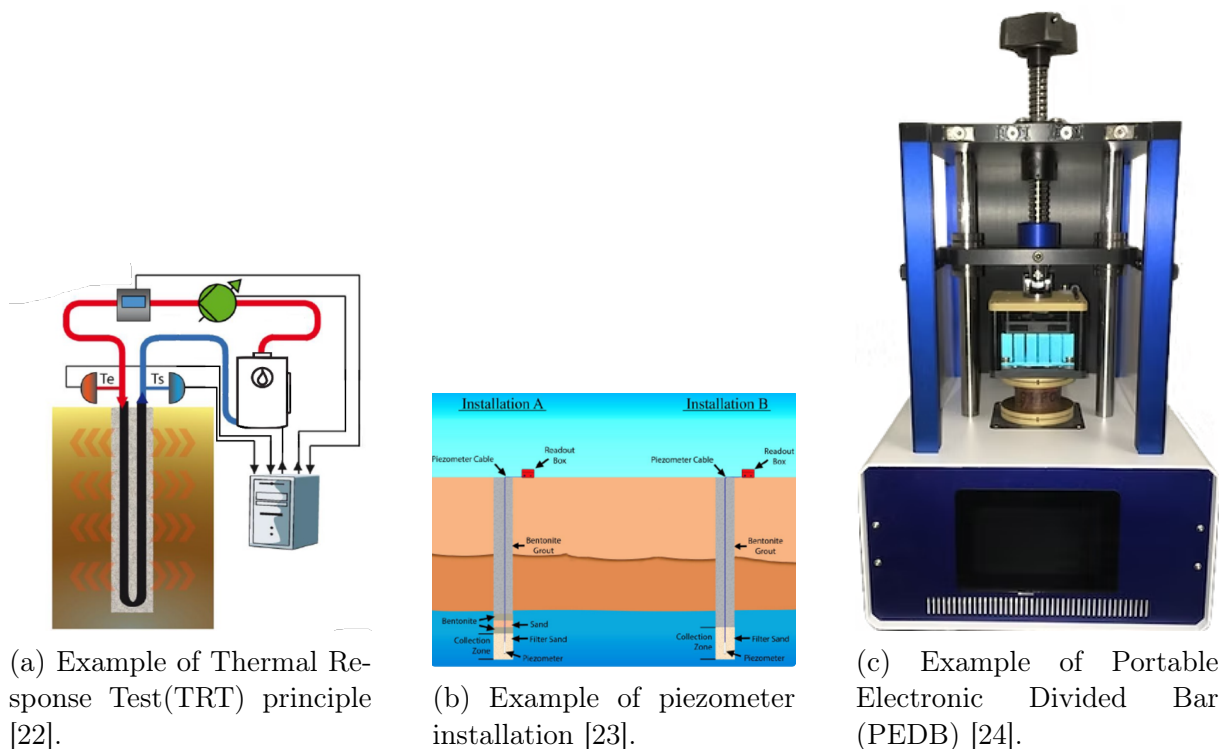 Te
Ts
(a) Example of Thermal Re-
sponse Test(TRT) principle
[22].
Installation A
Piezometer Cable
Readout
Box
Bentonite
Grout
Bentonite
Sand
Collection
Zone
Filter Sand
Piezometer
Installation B
Piezometer Cable
Readout
Box
Bentonite
Grout
Collection
Zone
Filter Sand
Piezometer
(b) Example of piezometer
installation [23].
(c) Example of Portable
Electronic Divided Bar
(PEDB) [24].